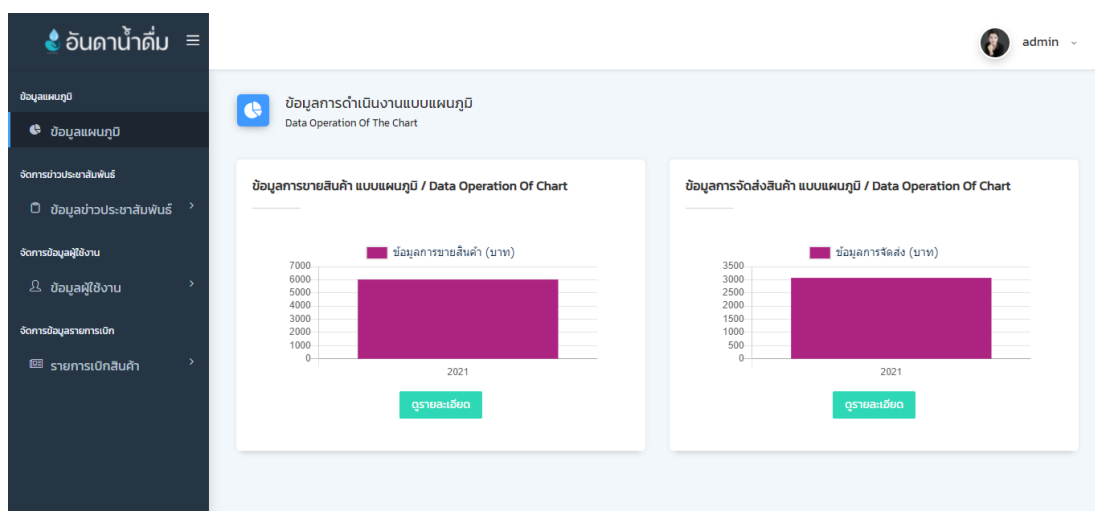 อันดาน้ำดื่ม
admin
ข้อมูลแผนภูมิ
ข้อมูลแผนภูมิ
จัดการข่าวประชาสัมพันธ์
ข้อมูลข่าวประชาสัมพันธ์
จัดการข้อมูลผู้ใช้งาน
ข้อมูลผู้ใช้งาน
จัดการข้อมูลรายการเบิก
รายการเบิกสินค้า
ข้อมูลการดำเนินงานแบบแผนภูมิ
Data Operation Of The Chart
ข้อมูลการขายสินค้า แบบแผนภูมิ / Data Operation Of Chart
ข้อมูลการขายสินค้า (บาท)
7000
6000
5000
4000
3000
2000
1000
0
2021
ดูรายละเอียด
ข้อมูลการจัดส่งสินค้า แบบแผนภูมิ / Data Operation Of Chart
ข้อมูลการจัดส่ง (บาท)
3500
3000
2500
2000
1500
1000
500
0
2021
ดูรายละเอียด